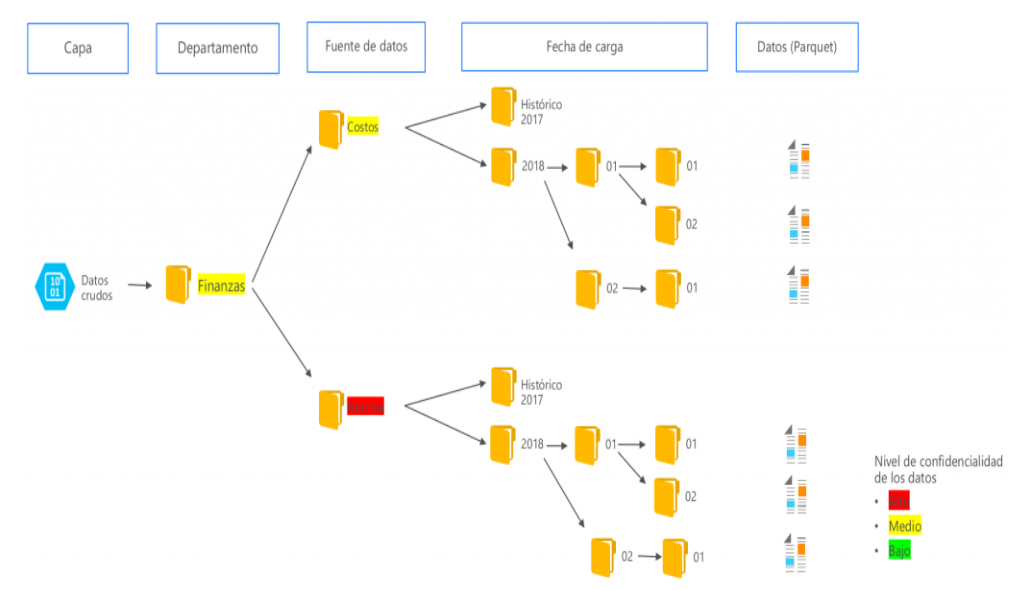 Capa
Departamento
Fuente de datos
Fecha de carga
Datos (Parquet)
Histórico
2017
Costos
2018
01
01
02
Datos
crudos
10
01
Finanzas
02
01
Histórico
2017
2018
01
01
02
02
01
Nivel de confidencialidad
de los datos
• Alto
• Medio
• Bajo